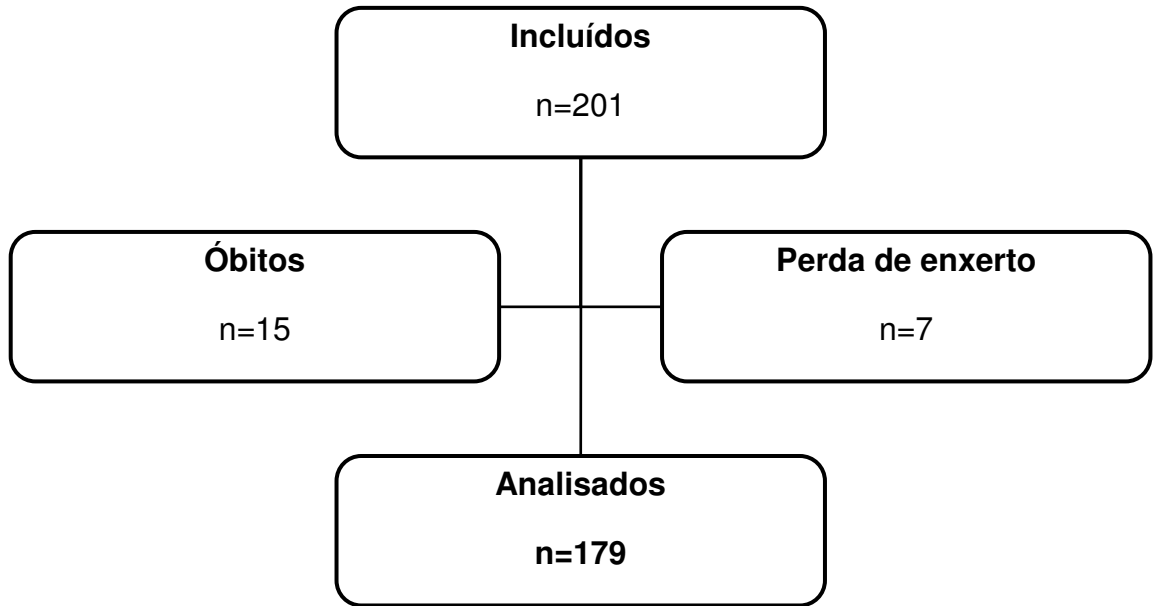 Incluídos
n=201
Óbitos
n=15
Perda de enxerto
n=7
Analisados
n=179